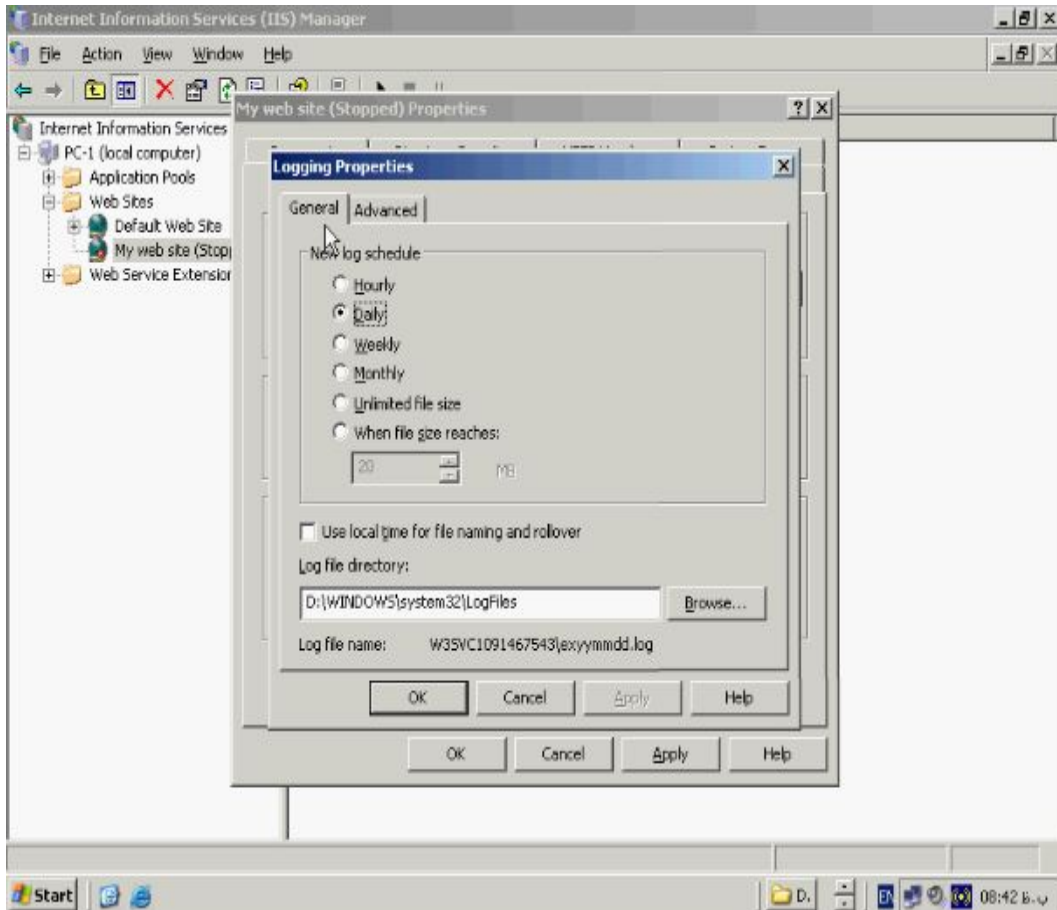 Internet Information Services (IIS) Manager
File Action View Window Help
My web site (Stopped) Properties
Internet Information Services
PC-1 (local computer)
Application Pools
Web Sites
Default Web Site
My web site (Stop
Web Service Extension
Logging Properties
General Advanced
New log schedule
Hourly
Daily
Weekly
Monthly
Unlimited file size
When file size reaches:
20 MB
Use local time for file naming and rollover
Log file directory:
D:\WINDOWS\system32\LogFiles Browse...
Log file name: W3SVC1091467543\exyymmdd.log
OK Cancel Apply Help
OK Cancel Apply Help
Start D. EN 08:42 ب.ظ